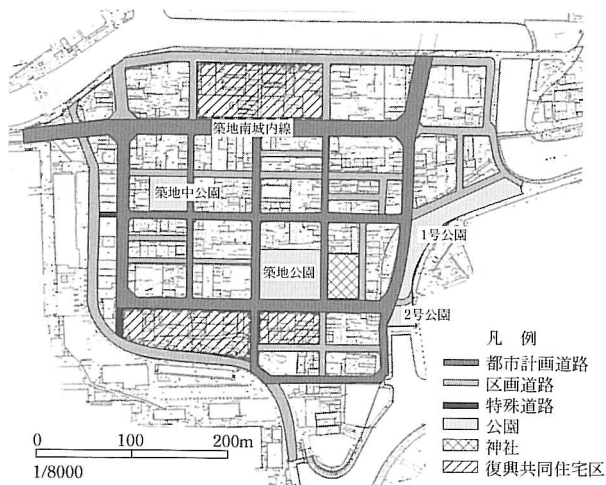 築地南城内線
築地中公園
1号公園
築地公園
2号公園
凡例
都市計画道路
区画道路
特殊道路
公園
神社
復興共同住宅区
0 100 200m
1/8000